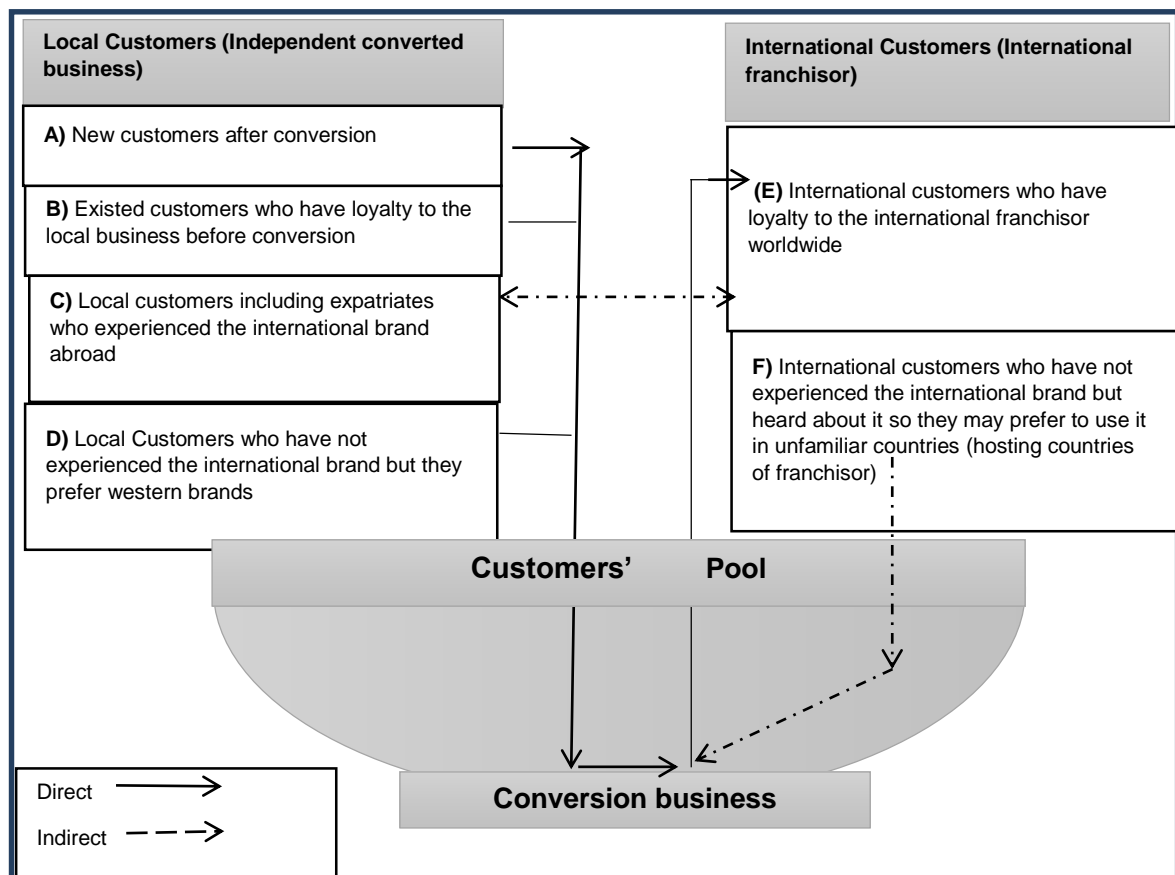 Local Customers (Independent converted
business)
A) New customers after conversion
B) Existed customers who have loyalty to the
local business before conversion
C) Local customers including expatriates
who experienced the international brand
abroad
D) Local Customers who have not
experienced the international brand but they
prefer western brands
International Customers (International
franchisor)
(E) International customers who have
loyalty to the international franchisor
worldwide
F) International customers who have not
experienced the international brand but
heard about it so they may prefer to use it
in unfamiliar countries (hosting countries
of franchisor)
Customers’ Pool
Conversion business
Direct
Indirect